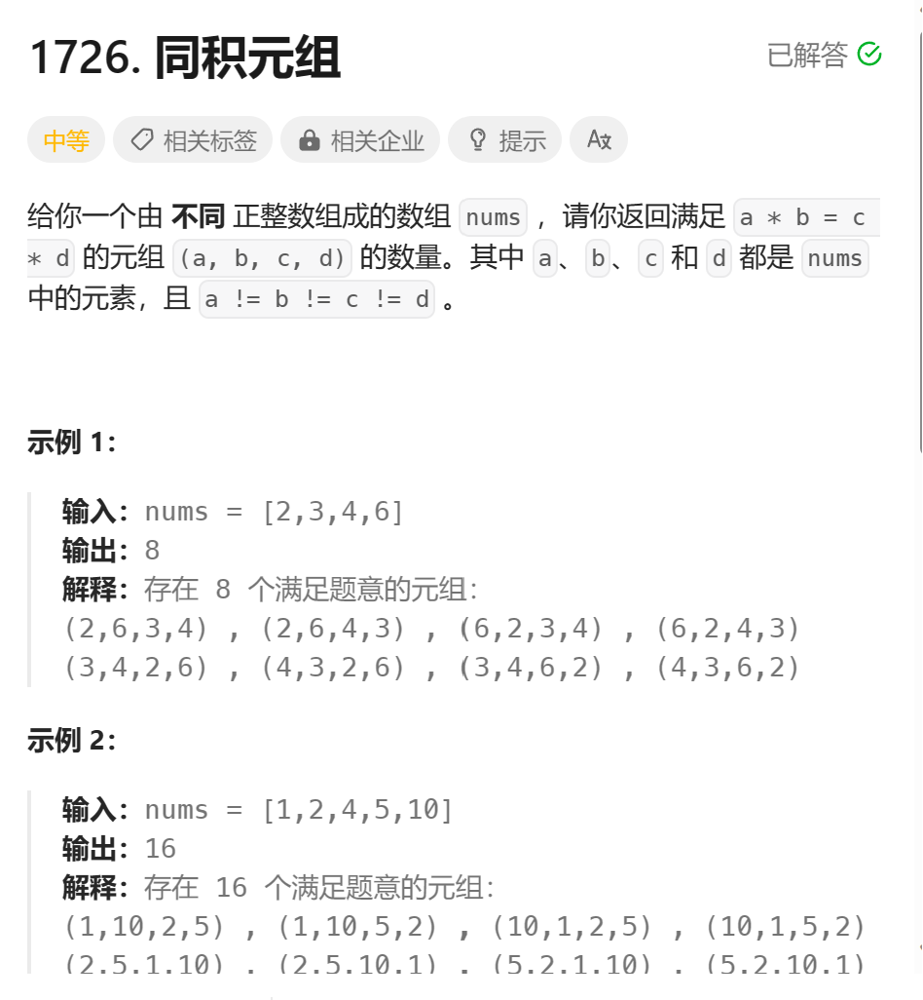 1726. 同积元组
已解答
中等 相关标签 相关企业 提示
给你一个由 不同 正整数组成的数组 nums ，请你返回满足 a * b = c
* d 的元组 (a, b, c, d) 的数量。其中 a、b、c 和 d 都是 nums
中的元素，且 a != b != c != d 。
示例 1：
输入：nums = [2,3,4,6]
输出：8
解释：存在 8 个满足题意的元组：
(2,6,3,4) , (2,6,4,3) , (6,2,3,4) , (6,2,4,3)
(3,4,2,6) , (4,3,2,6) , (3,4,6,2) , (4,3,6,2)
示例 2：
输入：nums = [1,2,4,5,10]
输出：16
解释：存在 16 个满足题意的元组：
(1,10,2,5) , (1,10,5,2) , (10,1,2,5) , (10,1,5,2)
(2,5,1,10) , (2,5,10,1) , (5,2,1,10) , (5,2,10,1)